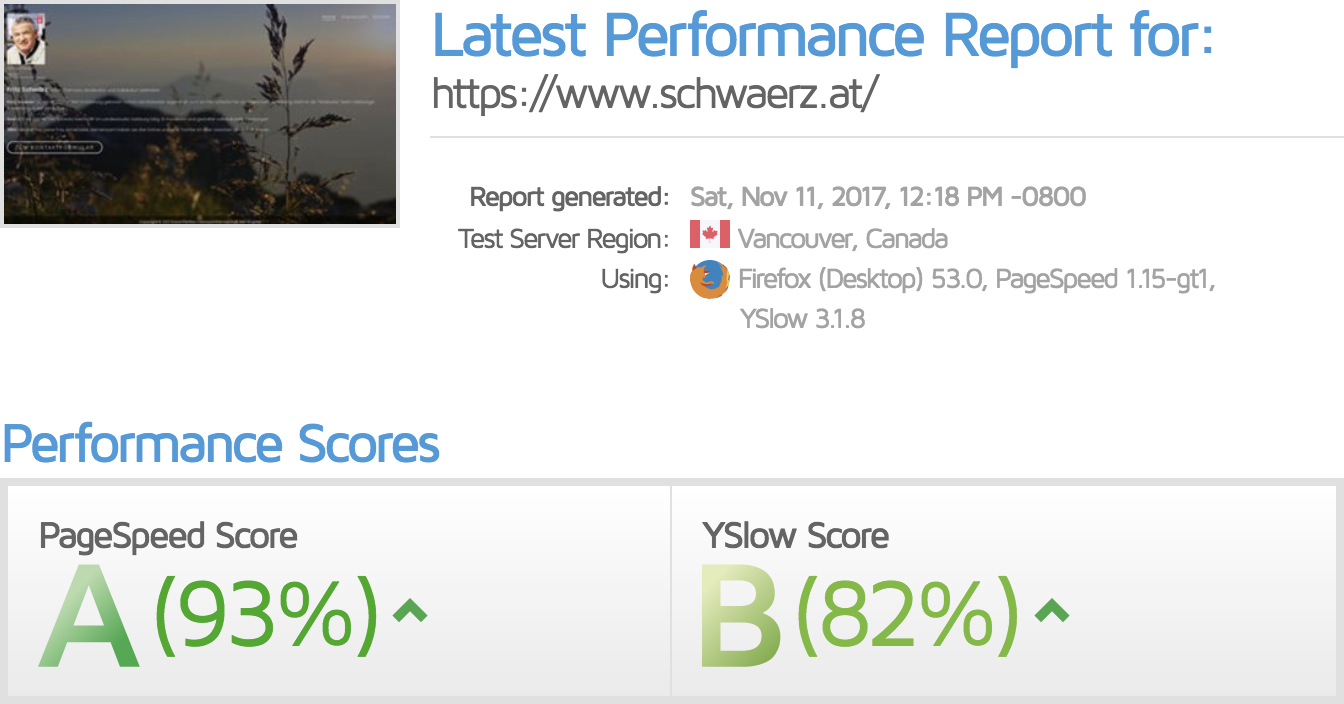 Latest Performance Report for:
https://www.schwaerz.at/
Report generated: Sat, Nov 11, 2017, 12:18 PM -0800
Test Server Region: Vancouver, Canada
Using: Firefox (Desktop) 53.0, PageSpeed 1.15-gt1,
YSlow 3.1.8
Performance Scores
PageSpeed Score
A (93%)
YSlow Score
B (82%)